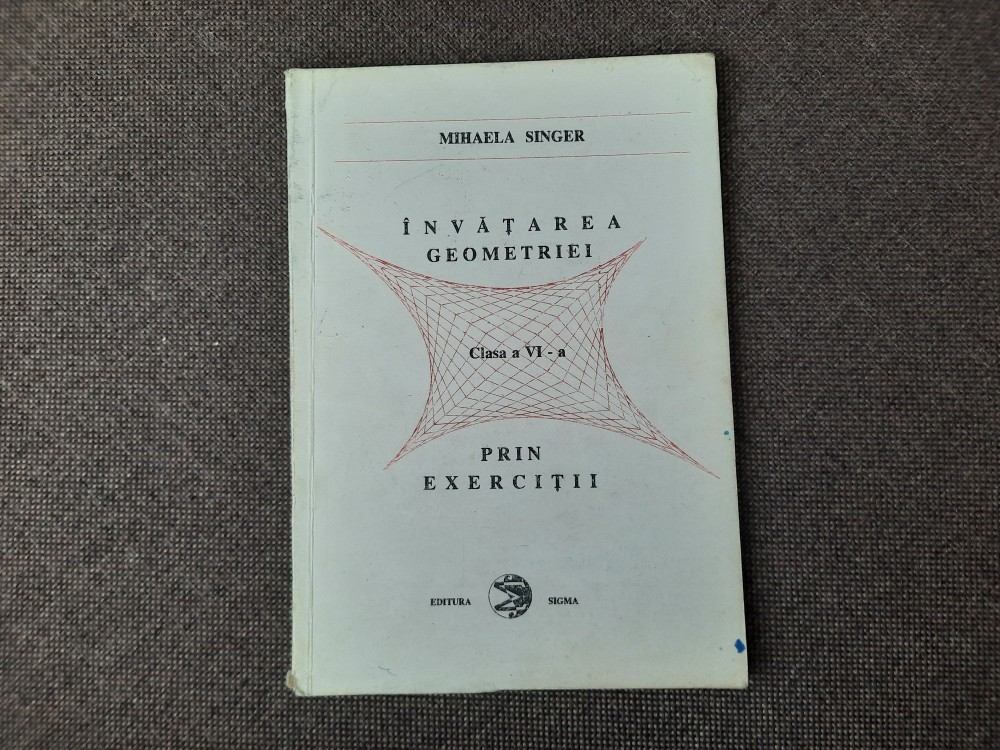 MIHAELA SINGER
ÎNVĂȚAREA
GEOMETRIEI
Clasa a VI - a
PRIN
EXERCIȚII
EDITURA SIGMA